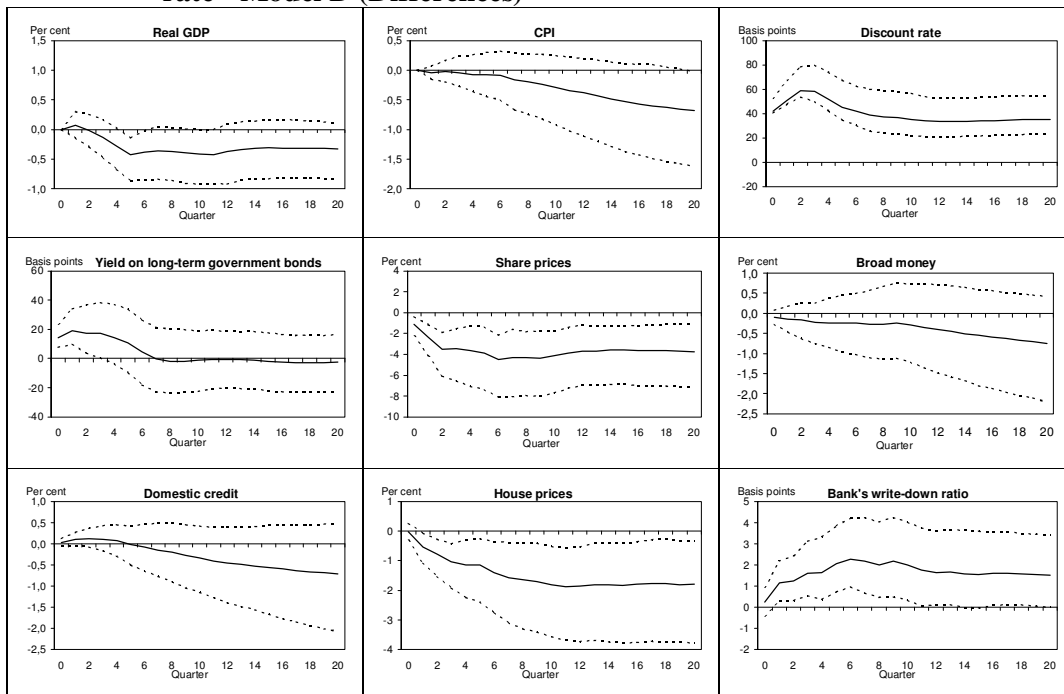 rate - Model B (Differences)
Per cent Real GDP
1,5
1,0
0,5
0,0
-0,5
-1,0
0 2 4 6 8 10 12 14 16 18 20
Quarter
Per cent CPI
0,5
0,0
-0,5
-1,0
-1,5
-2,0
0 2 4 6 8 10 12 14 16 18 20
Quarter
Basis points Discount rate
100
80
60
40
20
0
-20
0 2 4 6 8 10 12 14 16 18 20
Quarter
Basis points Yield on long-term government bonds
60
40
20
0
-20
-40
0 2 4 6 8 10 12 14 16 18 20
Quarter
Per cent Share prices
4
2
0
-2
-4
-6
-8
-10
0 2 4 6 8 10 12 14 16 18 20
Quarter
Per cent Broad money
1,0
0,5
0,0
-0,5
-1,0
-1,5
-2,0
-2,5
0 2 4 6 8 10 12 14 16 18 20
Quarter
Per cent Domestic credit
1,0
0,5
0,0
-0,5
-1,0
-1,5
-2,0
-2,5
0 2 4 6 8 10 12 14 16 18 20
Quarter
Per cent House prices
1
0
-1
-2
-3
-4
0 2 4 6 8 10 12 14 16 18 20
Quarter
Basis points Bank's write-down ratio
5
4
3
2
1
0
-1
-2
0 2 4 6 8 10 12 14 16 18 20
Quarter